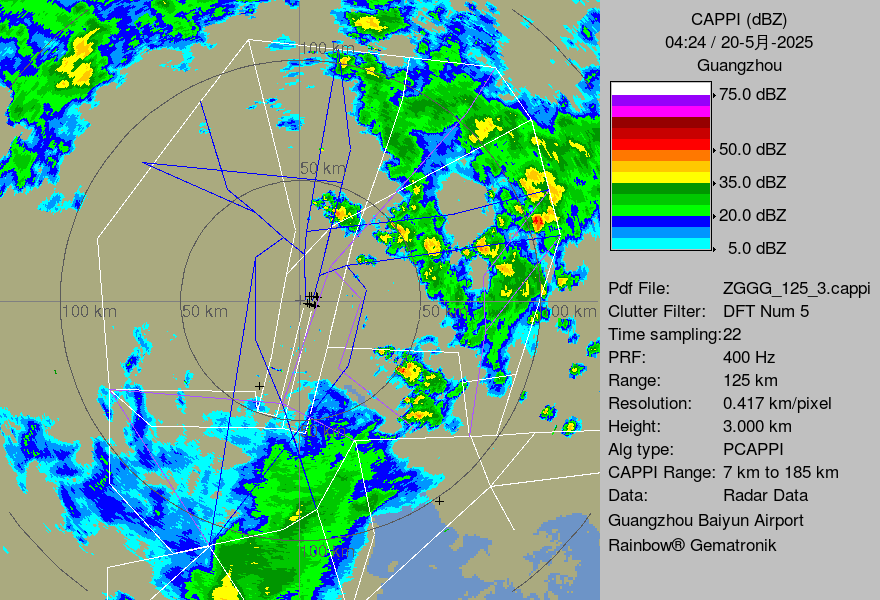 CAPPI (dBZ)
04:24 / 20-5月-2025
Guangzhou
75.0 dBZ
50.0 dBZ
35.0 dBZ
20.0 dBZ
5.0 dBZ
Pdf File: ZGGG_125_3.cappi
Clutter Filter: DFT Num 5
Time sampling:22
PRF: 400 Hz
Range: 125 km
Resolution: 0.417 km/pixel
Height: 3.000 km
Alg type: PCAPPI
CAPPI Range: 7 km to 185 km
Data: Radar Data
Guangzhou Baiyun Airport
Rainbow® Gematronik
100 km
50 km
100 km
50 km
100 km